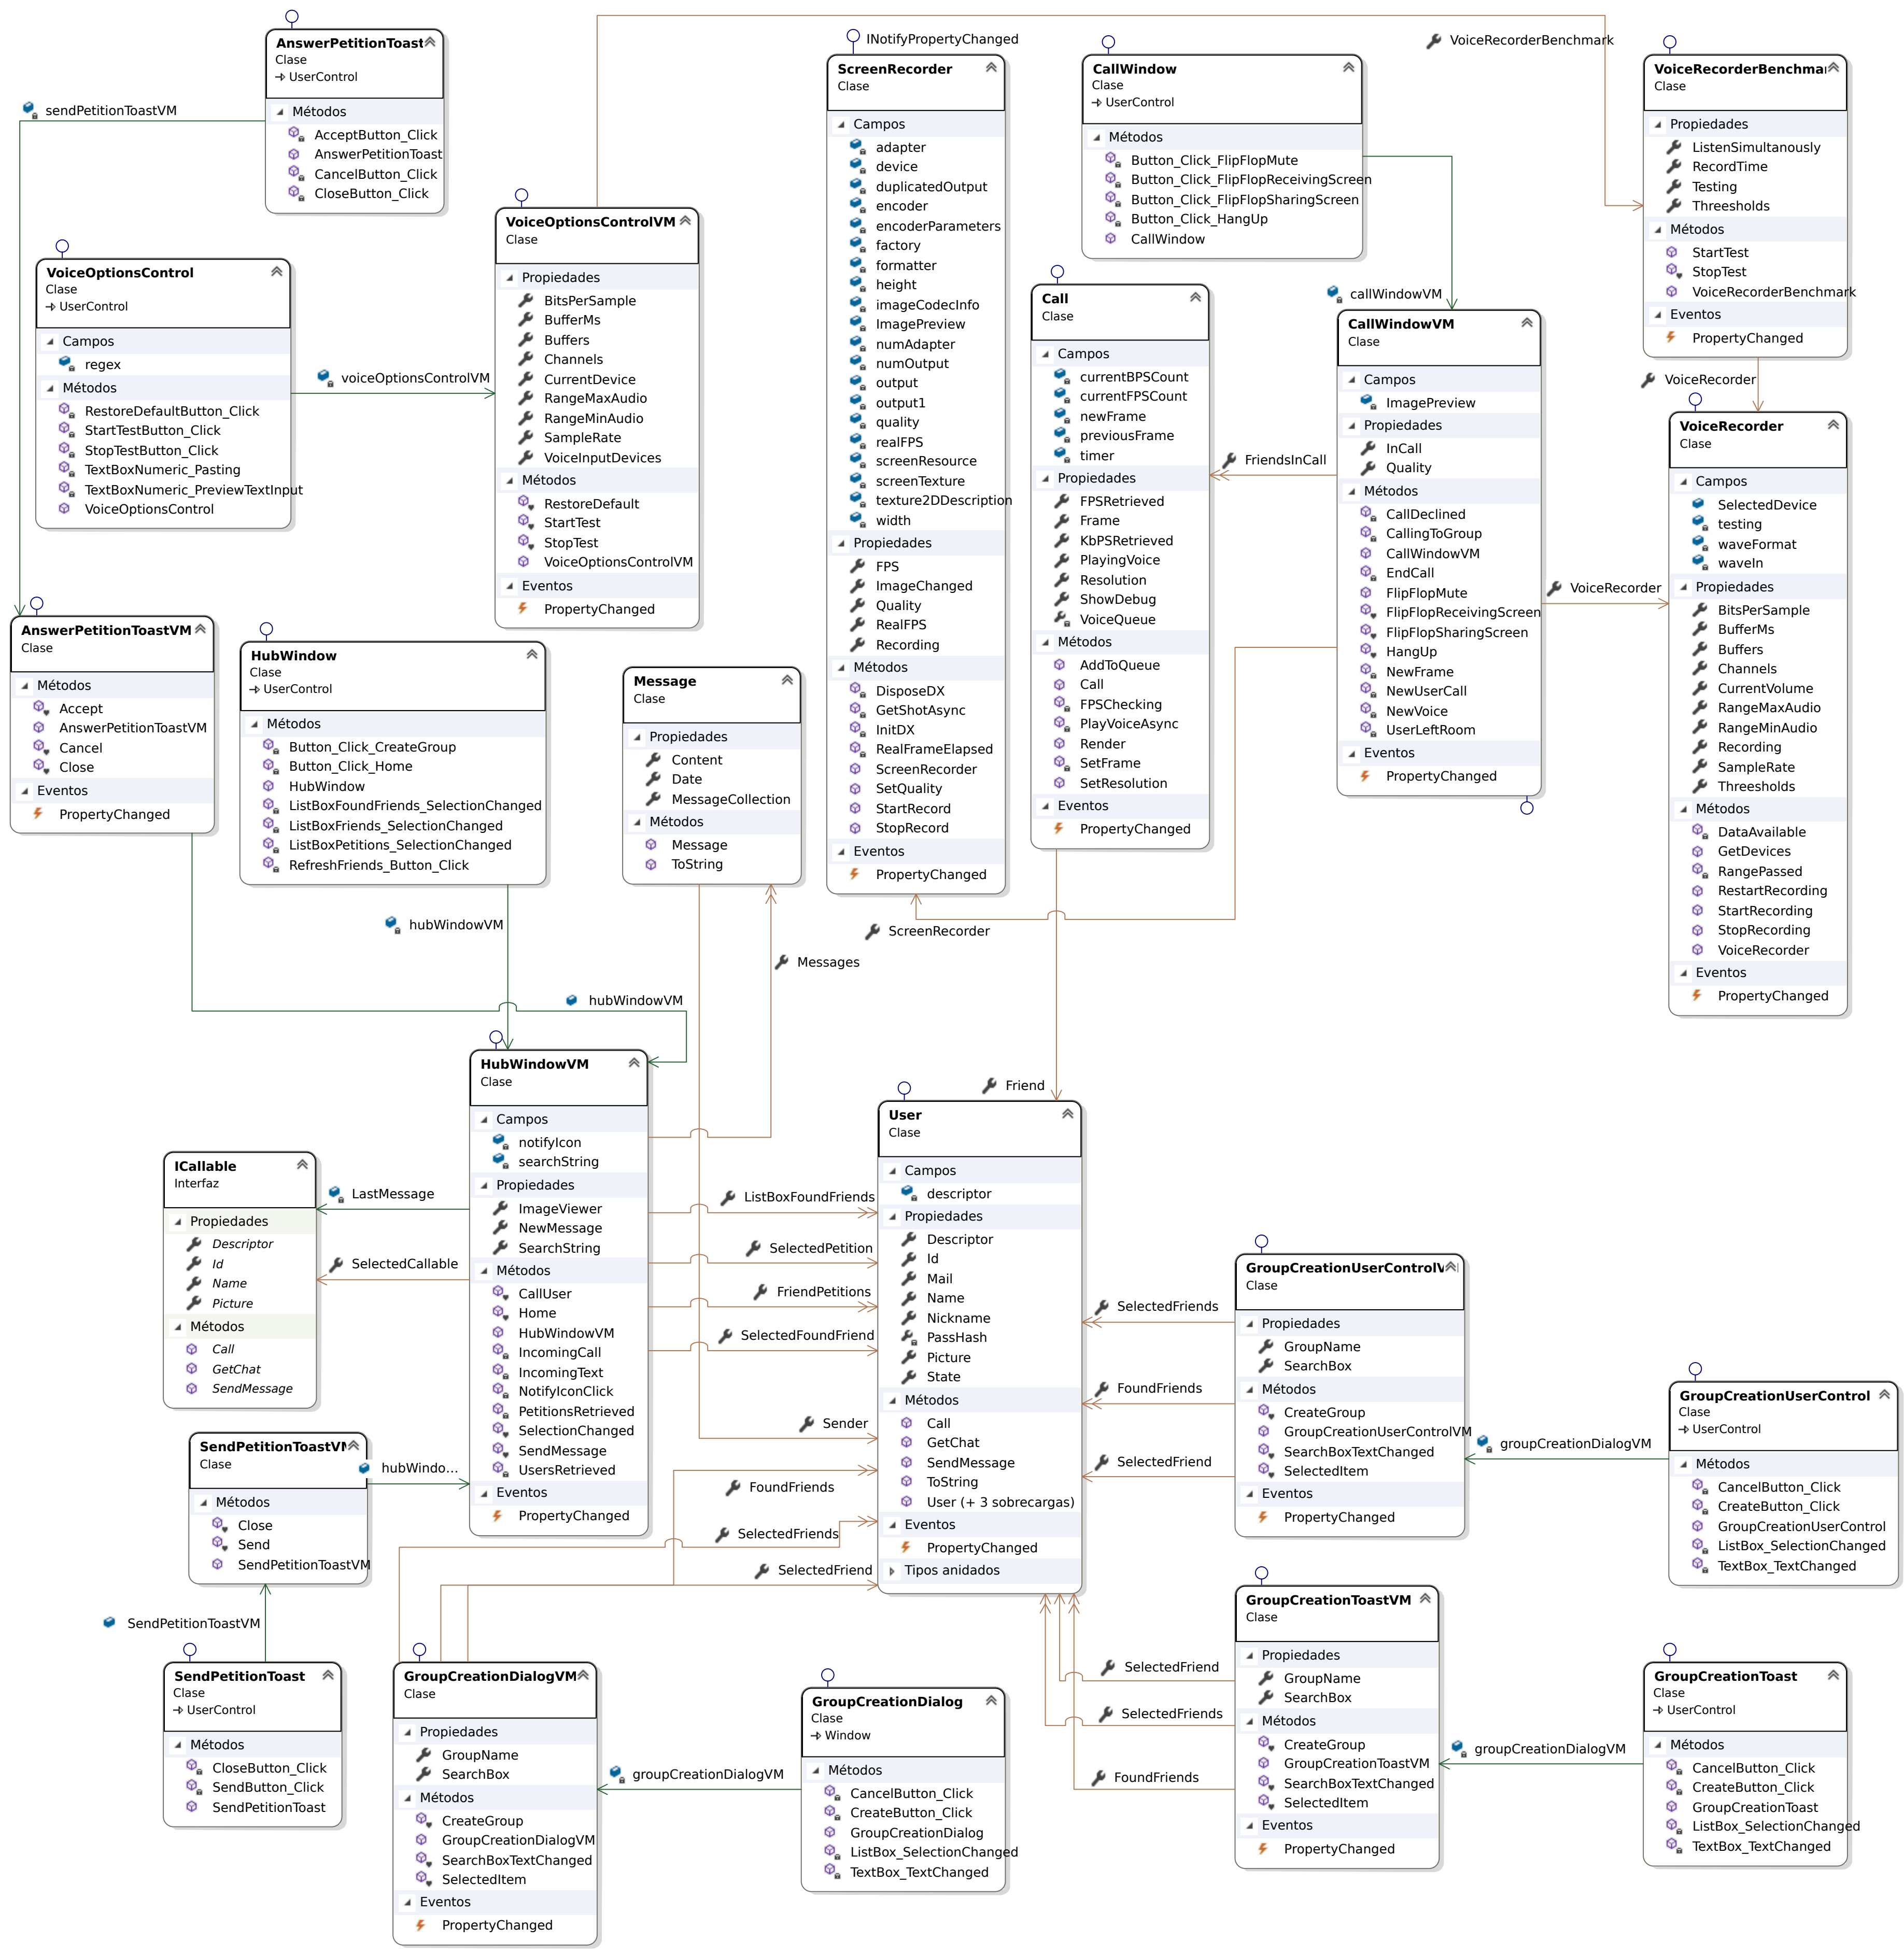 AnswerPetitionToast
Clase
UserControl
Métodos
AcceptButton_Click
AnswerPetitionToast
CancelButton_Click
CloseButton_Click
sendPetitionToastVM
VoiceOptionsControl
Clase
UserControl
Campos
regex
Métodos
RestoreDefaultButton_Click
StartTestButton_Click
StopTestButton_Click
TextBoxNumeric_Pasting
TextBoxNumeric_PreviewTextInput
VoiceOptionsControl
voiceOptionsControlVM
VoiceOptionsControlVM
Clase
Propiedades
BitsPerSample
BufferMs
Buffers
Channels
CurrentDevice
RangeMaxAudio
RangeMinAudio
SampleRate
VoiceInputDevices
Métodos
RestoreDefault
StartTest
StopTest
VoiceOptionsControlVM
Eventos
PropertyChanged
INotifyPropertyChanged
ScreenRecorder
Clase
Campos
adapter
device
duplicatedOutput
encoder
encoderParameters
factory
formatter
height
imageCodecInfo
ImagePreview
numAdapter
numOutput
output
output1
quality
realFPS
screenResource
screenTexture
texture2DDescription
width
Propiedades
FPS
ImageChanged
Quality
RealFPS
Recording
Métodos
DisposeDX
GetShotAsync
InitDX
RealFrameElapsed
ScreenRecorder
SetQuality
StartRecord
StopRecord
Eventos
PropertyChanged
CallWindow
Clase
UserControl
Métodos
Button_Click_FlipFlopMute
Button_Click_FlipFlopReceivingScreen
Button_Click_FlipFlopSharingScreen
Button_Click_HangUp
CallWindow
callWindowVM
VoiceRecorderBenchmark
VoiceRecorderBenchma
Clase
Propiedades
ListenSimultanously
RecordTime
Testing
Threesholds
Métodos
StartTest
StopTest
VoiceRecorderBenchmark
Eventos
PropertyChanged
VoiceRecorder
Call
Clase
Campos
currentBPSCount
currentFPSCount
newFrame
previousFrame
timer
Propiedades
FPSRetrieved
Frame
KbPSRetrieved
PlayingVoice
Resolution
ShowDebug
VoiceQueue
Métodos
AddToQueue
Call
FPSChecking
PlayVoiceAsync
Render
SetFrame
SetResolution
Eventos
PropertyChanged
FriendsInCall
CallWindowVM
Clase
Campos
ImagePreview
Propiedades
InCall
Quality
Métodos
CallDeclined
CallingToGroup
CallWindowVM
EndCall
FlipFlopMute
FlipFlopReceivingScreen
FlipFlopSharingScreen
HangUp
NewFrame
NewUserCall
NewVoice
UserLeftRoom
Eventos
PropertyChanged
VoiceRecorder
VoiceRecorder
Clase
Campos
SelectedDevice
testing
waveFormat
waveIn
Propiedades
BitsPerSample
BufferMs
Buffers
Channels
CurrentVolume
RangeMaxAudio
RangeMinAudio
Recording
SampleRate
Thresholds
Métodos
DataAvailable
GetDevices
RangePassed
RestartRecording
StartRecording
StopRecording
VoiceRecorder
Eventos
PropertyChanged
AnswerPetitionToastVM
Clase
Métodos
Accept
AnswerPetitionToastVM
Cancel
Close
Eventos
PropertyChanged
HubWindow
Clase
UserControl
Métodos
Button_Click_CreateGroup
Button_Click_Home
HubWindow
ListBoxFoundFriends_SelectionChanged
ListBoxFriends_SelectionChanged
ListBoxPetitions_SelectionChanged
RefreshFriends_Button_Click
Message
Clase
Propiedades
Content
Date
MessageCollection
Métodos
Message
ToString
hubWindowVM
ScreenRecorder
Messages
hubWindowVM
Friend
HubWindowVM
Clase
Campos
notifyIcon
searchString
Propiedades
ImageViewer
NewMessage
SearchString
Métodos
CallUser
Home
HubWindowVM
IncomingCall
IncomingText
NotifyIconClick
PetitionsRetrieved
SelectionChanged
SendMessage
UsersRetrieved
Eventos
PropertyChanged
ICallable
Interfaz
Propiedades
Descriptor
Id
Name
Picture
Métodos
Call
GetChat
SendMessage
LastMessage
SelectedCallable
ListBoxFoundFriends
SelectedPetition
FriendPetitions
SelectedFoundFriend
Sender
FoundFriends
SelectedFriends
SelectedFriend
User
Clase
Campos
descriptor
Propiedades
Descriptor
Id
Mail
Name
Nickname
PassHash
Picture
State
Métodos
Call
GetChat
SendMessage
ToString
User (+ 3 sobrecargas)
Eventos
PropertyChanged
Tipos anidados
SelectedFriends
FoundFriends
SelectedFriend
GroupCreationUserControlV
Clase
Propiedades
GroupName
SearchBox
Métodos
CreateGroup
GroupCreationUserControlVM
SearchBoxTextChanged
SelectedItem
Eventos
PropertyChanged
groupCreationDialogVM
GroupCreationUserControl
Clase
UserControl
Métodos
CancelButton_Click
CreateButton_Click
GroupCreationUserControl
ListBox_SelectionChanged
TextBox_TextChanged
SendPetitionToastVM
Clase
Métodos
Close
Send
SendPetitionToastVM
hubWindo...
SendPetitionToastVM
SendPetitionToast
Clase
UserControl
Métodos
CloseButton_Click
SendButton_Click
SendPetitionToast
GroupCreationDialogVM
Clase
Propiedades
GroupName
SearchBox
Métodos
CreateGroup
GroupCreationDialogVM
SearchBoxTextChanged
SelectedItem
Eventos
PropertyChanged
groupCreationDialogVM
GroupCreationDialog
Clase
Window
Métodos
CancelButton_Click
CreateButton_Click
GroupCreationDialog
ListBox_SelectionChanged
TextBox_TextChanged
SelectedFriend
SelectedFriends
FoundFriends
GroupCreationToastVM
Clase
Propiedades
GroupName
SearchBox
Métodos
CreateGroup
GroupCreationToastVM
SearchBoxTextChanged
SelectedItem
Eventos
PropertyChanged
groupCreationDialogVM
GroupCreationToast
Clase
UserControl
Métodos
CancelButton_Click
CreateButton_Click
GroupCreationToast
ListBox_SelectionChanged
TextBox_TextChanged